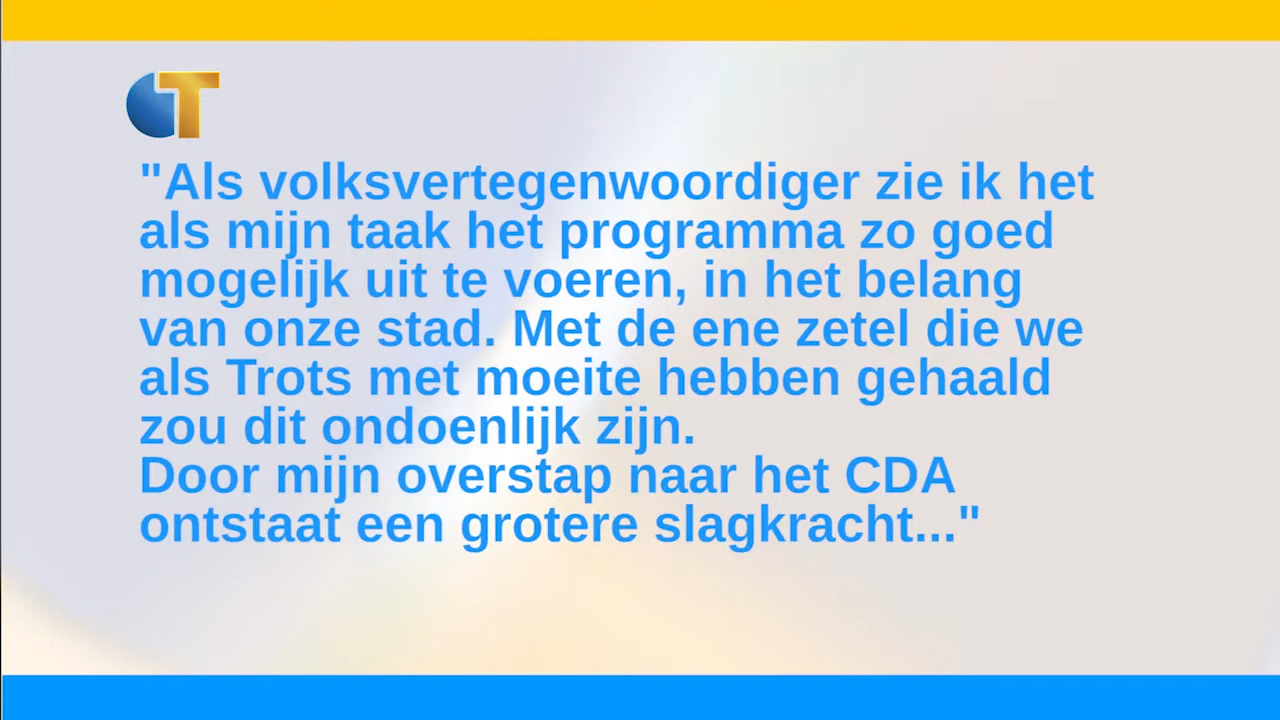 T
"Als volksvertegenwoordiger zie ik het
als mijn taak het programma zo goed
mogelijk uit te voeren, in het belang
van onze stad. Met de ene zetel die we
als Trots met moeite hebben gehaald
zou dit ondoenlijk zijn.
Door mijn overstap naar het CDA
ontstaat een grotere slagkracht..."